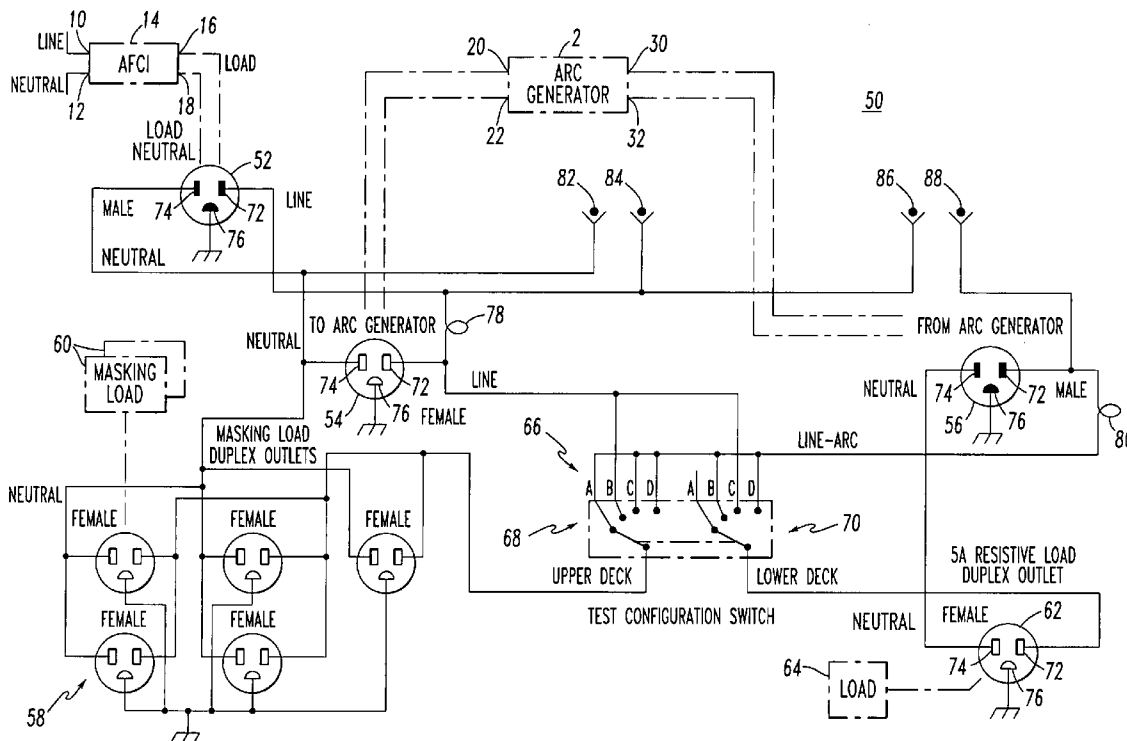 10
14
16
LINE
AFCI
LOAD
NEUTRAL
12
18
LOAD
NEUTRAL
52
2
20
30
ARC
GENERATOR
22
32
50
MALE
74
72
LINE
76
NEUTRAL
82
84
86
88
TO ARC GENERATOR
78
FROM ARC GENERATOR
NEUTRAL
60
MASKING
LOAD
74
72
76
54
FEMALE
LINE
NEUTRAL
74
72
MALE
76
56
MASKING LOAD
DUPLEX OUTLETS
66
LINE-ARC
NEUTRAL
A B C D
A B C D
FEMALE
FEMALE
FEMALE
68
70
UPPER DECK
LOWER DECK
5A RESISTIVE LOAD
DUPLEX OUTLET
TEST CONFIGURATION SWITCH
FEMALE
FEMALE
NEUTRAL
FEMALE
62
58
64
LOAD
74
72
76